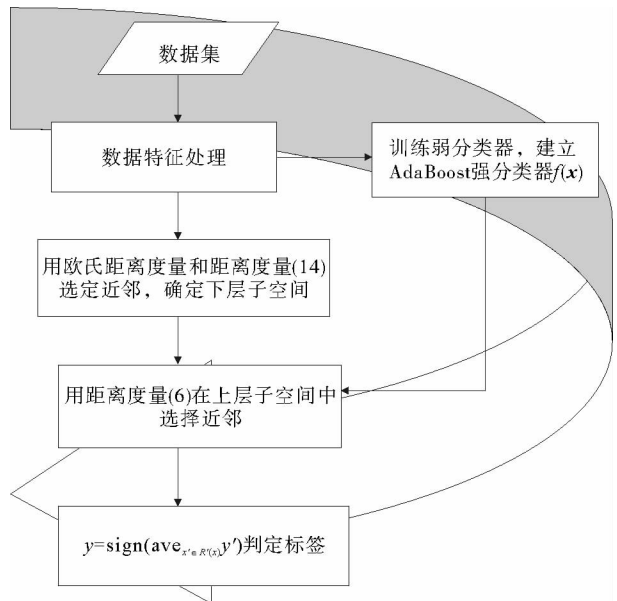 数据集
数据特征处理
训练弱分类器，建立
AdaBoost强分类器f(x)
用欧氏距离度量和距离度量(14)
选定近邻，确定下层子空间
用距离度量(6)在上层子空间中
选择近邻
y=sign(ave_{x'∈R'(x)}y')判定标签